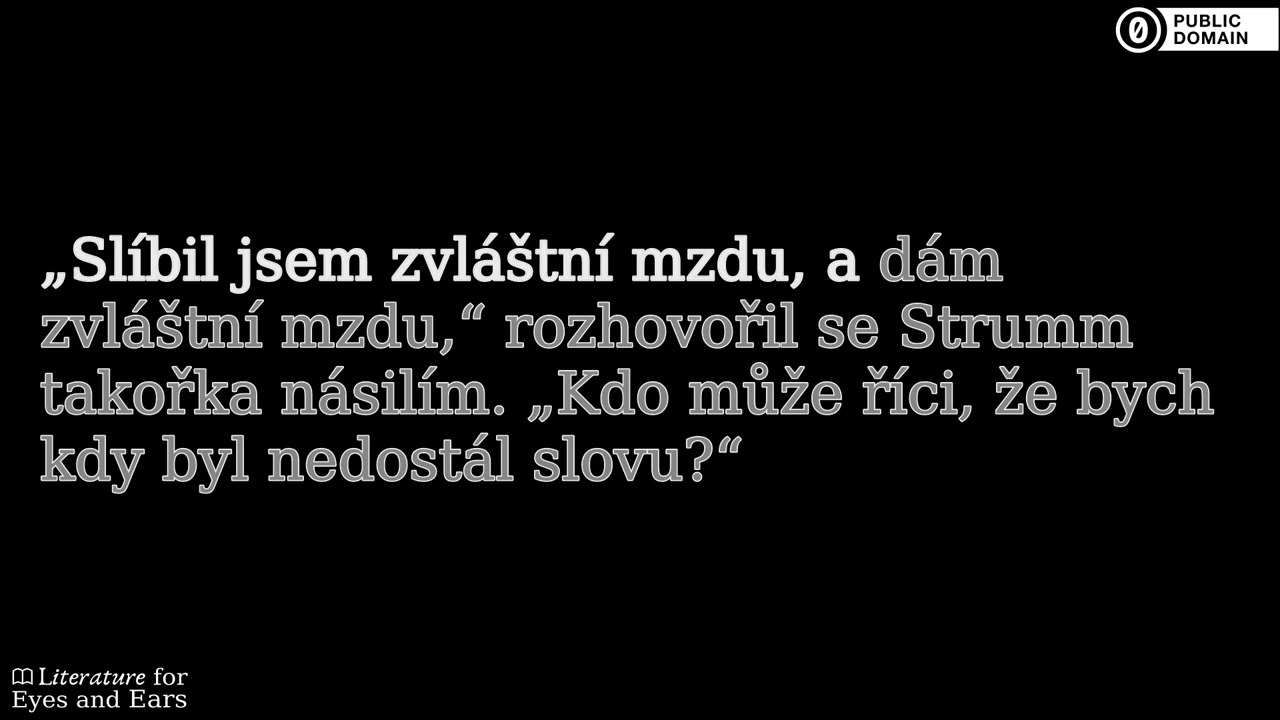 PUBLIC
DOMAIN
„Slíbil jsem zvláštní mzdu, a dám
zvláštní mzdu,“ rozhovořil se Strumm
takořka násilím. „Kdo může říci, že bych
kdy byl nedostál slovu?“
Literature for
Eyes and Ears